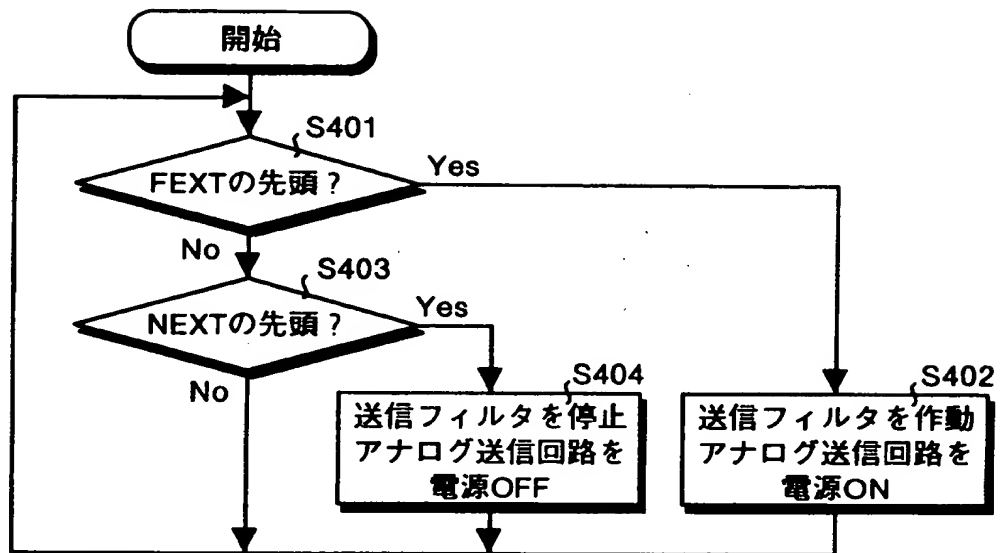 開始
S401
FEXTの先頭?
Yes
No
S403
NEXTの先頭?
Yes
No
S404
送信フィルタを停止
アナログ送信回路を
電源OFF
S402
送信フィルタを作動
アナログ送信回路を
電源ON